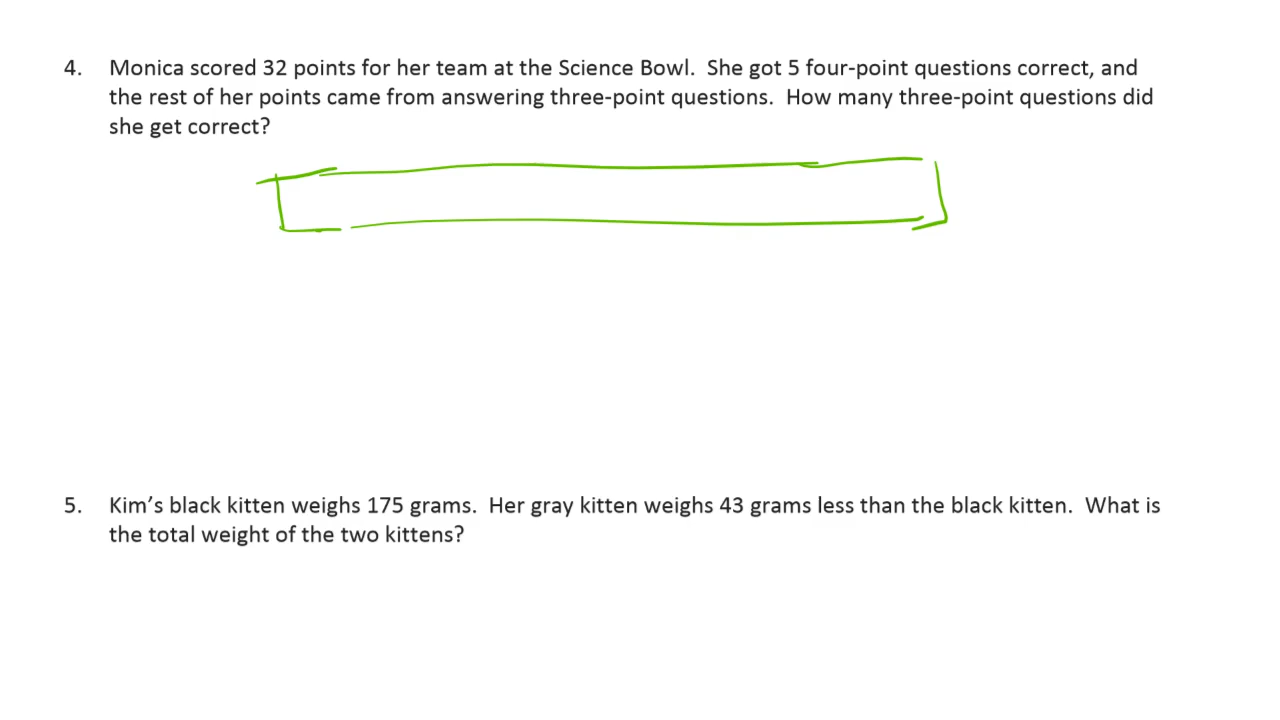 4. Monica scored 32 points for her team at the Science Bowl. She got 5 four-point questions correct, and
the rest of her points came from answering three-point questions. How many three-point questions did
she get correct?
5. Kim’s black kitten weighs 175 grams. Her gray kitten weighs 43 grams less than the black kitten. What is
the total weight of the two kittens?